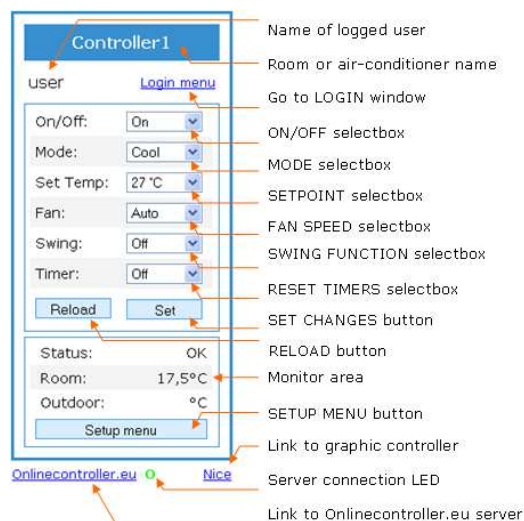 Controller1
user Login menu
On/Off: On
Mode: Cool
Set Temp: 27 °C
Fan: Auto
Swing: Off
Timer: Off
Reload Set
Status: OK
Room: 17,5°C
Outdoor: °C
Setup menu
Onlinecontroller.eu O Nice
Name of logged user
Room or air-conditioner name
Go to LOGIN window
ON/OFF selectbox
MODE selectbox
SETPOINT selectbox
FAN SPEED selectbox
SWING FUNCTION selectbox
RESET TIMERS selectbox
SET CHANGES button
RELOAD button
Monitor area
SETUP MENU button
Link to graphic controller
Server connection LED
Link to Onlinecontroller.eu server